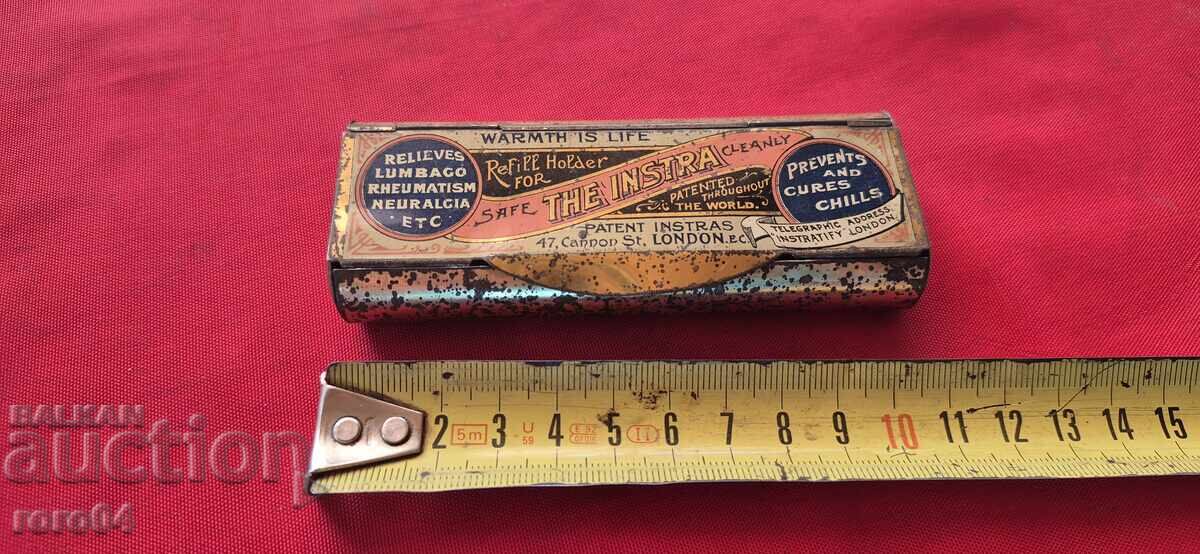 WARMTH IS LIFE
RELIEVES
LUMBAGO
RHEUMATISM
NEURALGIA
ETC
Refill Holder
FOR
SAFE THE INSTRA CLEANLY
PATENTED
THROUGHOUT
THE WORLD.
PREVENTS
AND
CURES
CHILLS
PATENT INSTRAS
47, Cannon St, LONDON. E.C.
TELEGRAPHIC ADDRESS
"INSTRATIFY" LONDON
2 5m 3 U 59 4 5 II 6 7 8 9 10 11 12 13 14 15
BALKAN
auction
roro64